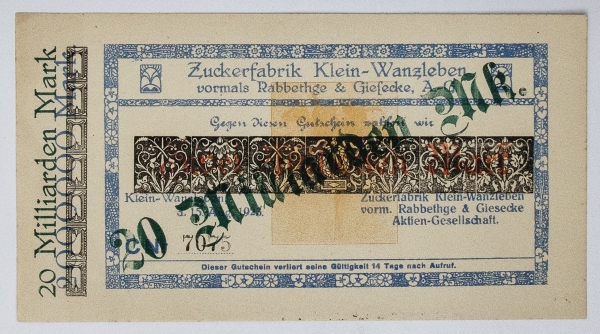 Zuckerfabrik Klein-Wanzleben
vormals Rabbethge & Giesecke, A.
Gegen diesen Gutschein zahlen wir
20 Milliarden Mk.
Klein-Wanzleben
1923.
Zuckerfabrik Klein-Wanzleben
vorm. Rabbethge & Giesecke
Aktien-Gesellschaft.
7075
Dieser Gutschein verliert seine Gültigkeit 14 Tage nach Aufruf.
20 Milliarden Mark